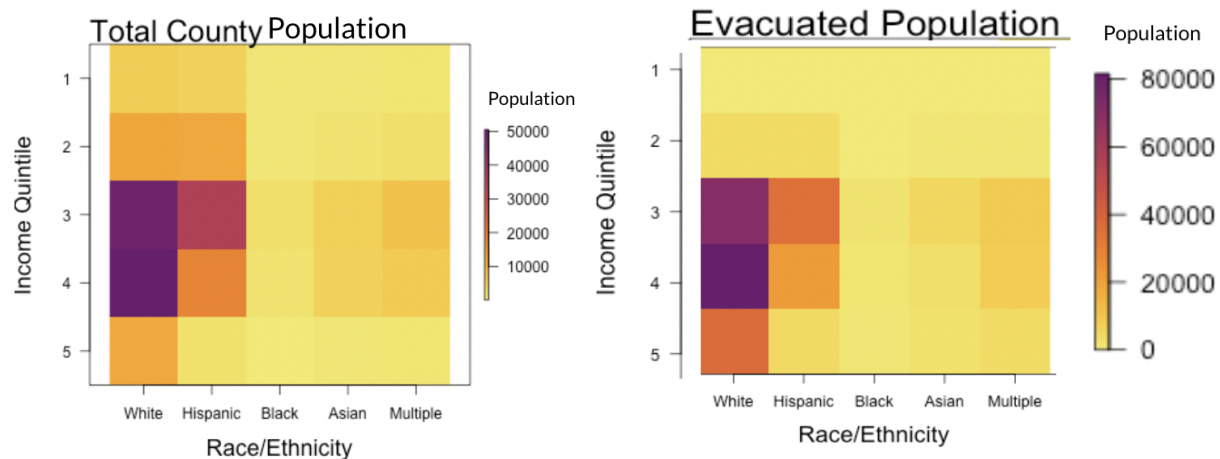 Total County Population
Population
50000
40000
30000
20000
10000
Income Quintile
1
2
3
4
5
White Hispanic Black Asian Multiple
Race/Ethnicity
Evacuated Population
Population
80000
60000
40000
20000
0
Income Quintile
1
2
3
4
5
White Hispanic Black Asian Multiple
Race/Ethnicity